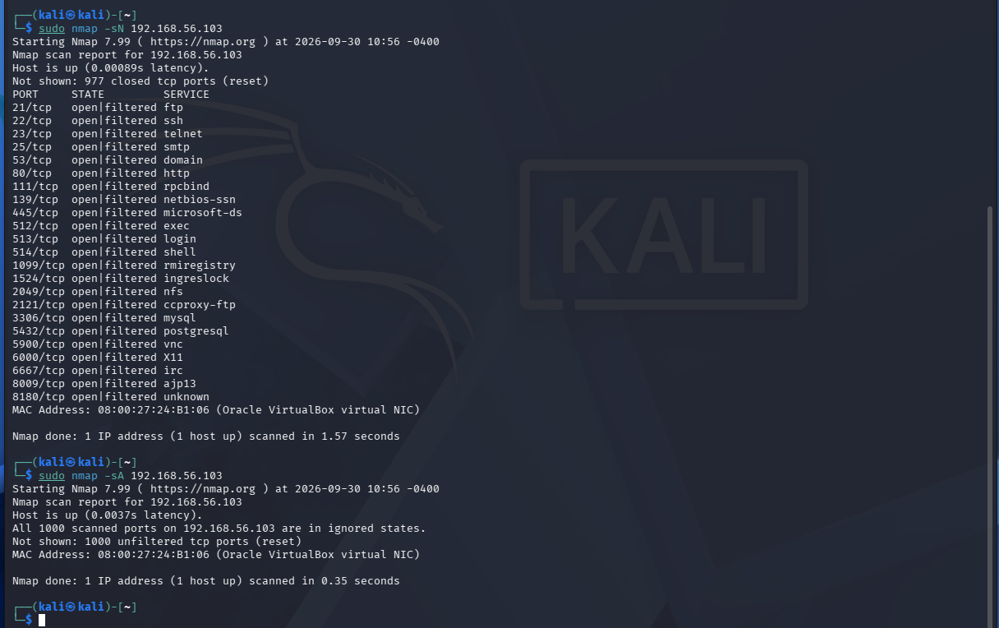 ┌──(kali㉿kali)-[~]
└─$ sudo nmap -sN 192.168.56.103
Starting Nmap 7.99 ( https://nmap.org ) at 2026-09-30 10:56 -0400
Nmap scan report for 192.168.56.103
Host is up (0.00089s latency).
Not shown: 977 closed tcp ports (reset)
PORT     STATE         SERVICE
21/tcp   open|filtered ftp
22/tcp   open|filtered ssh
23/tcp   open|filtered telnet
25/tcp   open|filtered smtp
53/tcp   open|filtered domain
80/tcp   open|filtered http
111/tcp  open|filtered rpcbind
139/tcp  open|filtered netbios-ssn
445/tcp  open|filtered microsoft-ds
512/tcp  open|filtered exec
513/tcp  open|filtered login
514/tcp  open|filtered shell
1099/tcp open|filtered rmiregistry
1524/tcp open|filtered ingreslock
2049/tcp open|filtered nfs
2121/tcp open|filtered ccproxy-ftp
3306/tcp open|filtered mysql
5432/tcp open|filtered postgresql
5900/tcp open|filtered vnc
6000/tcp open|filtered X11
6667/tcp open|filtered irc
8009/tcp open|filtered ajp13
8180/tcp open|filtered unknown
MAC Address: 08:00:27:24:B1:06 (Oracle VirtualBox virtual NIC)
Nmap done: 1 IP address (1 host up) scanned in 1.57 seconds
┌──(kali㉿kali)-[~]
└─$ sudo nmap -sA 192.168.56.103
Starting Nmap 7.99 ( https://nmap.org ) at 2026-09-30 10:56 -0400
Nmap scan report for 192.168.56.103
Host is up (0.0037s latency).
All 1000 scanned ports on 192.168.56.103 are in ignored states.
Not shown: 1000 unfiltered tcp ports (reset)
MAC Address: 08:00:27:24:B1:06 (Oracle VirtualBox virtual NIC)
Nmap done: 1 IP address (1 host up) scanned in 0.35 seconds
┌──(kali㉿kali)-[~]
└─$
KALI